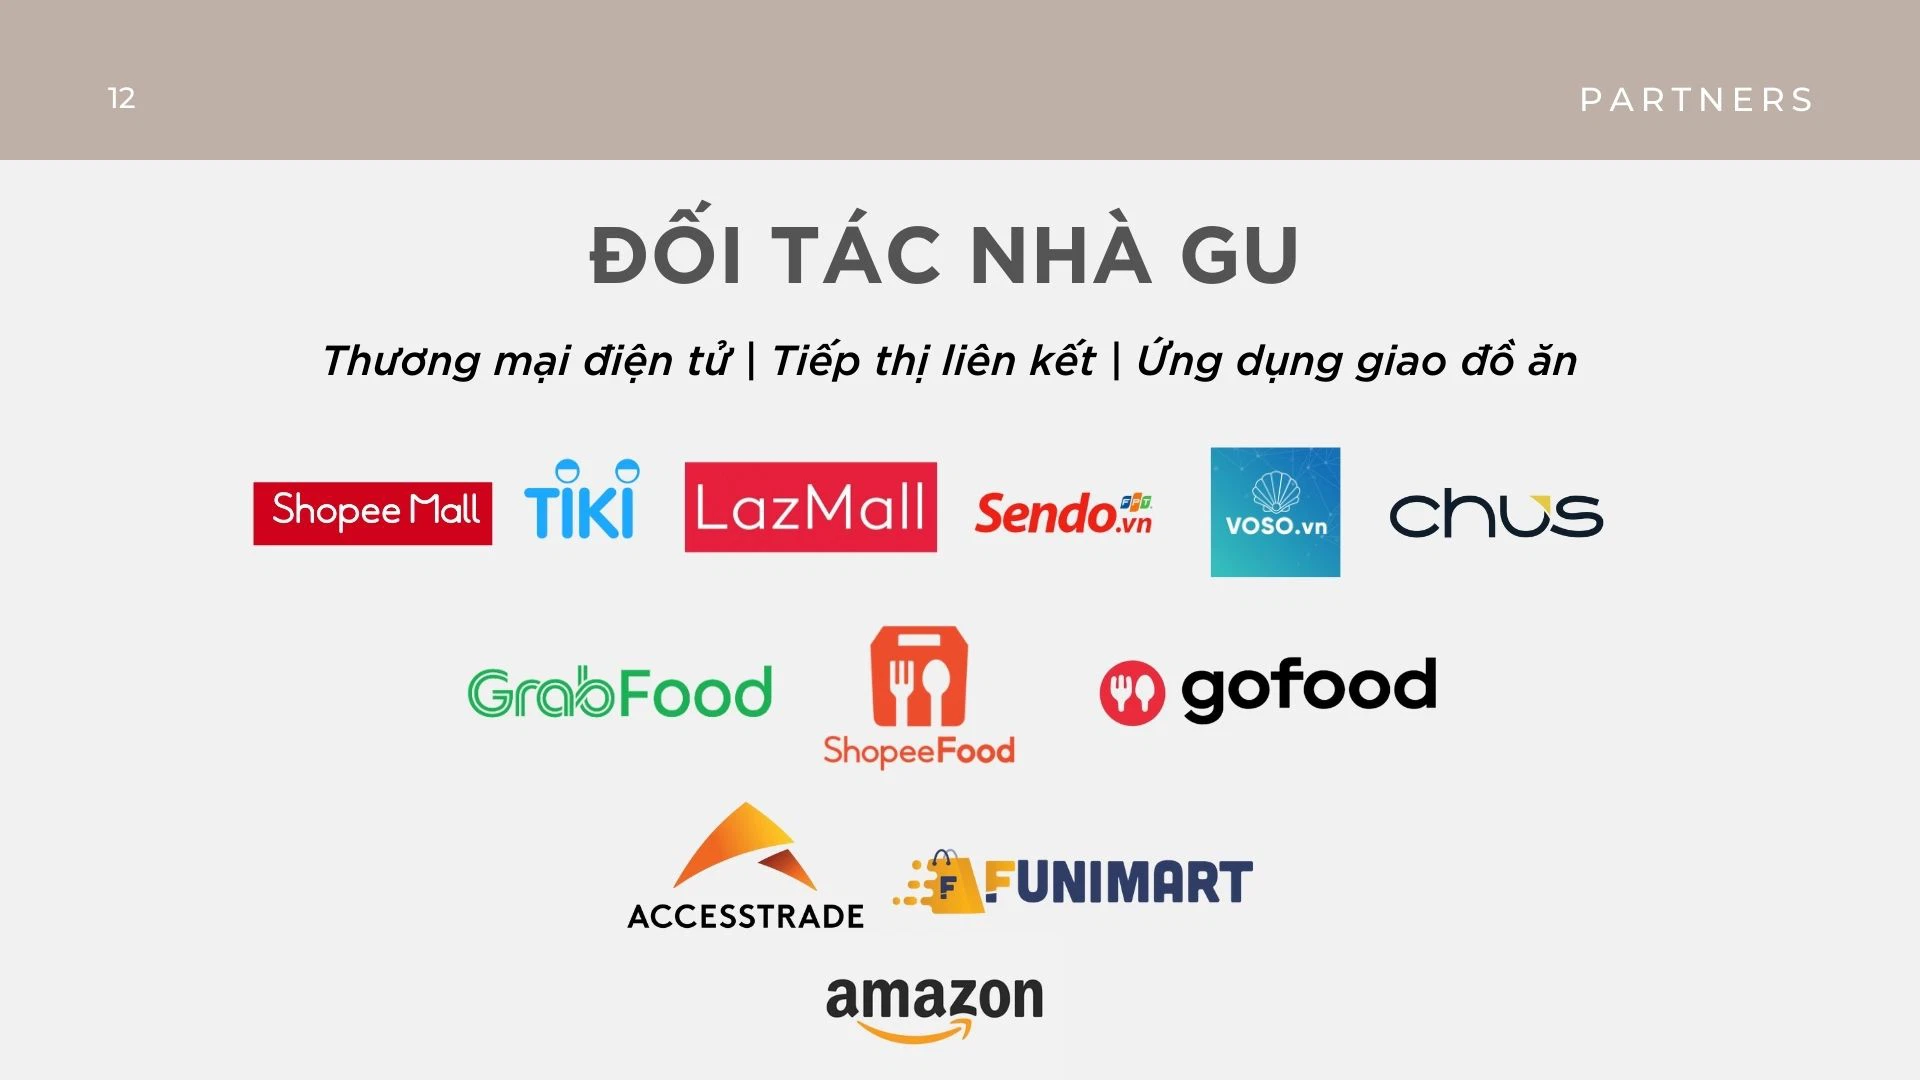 12
PARTNERS
ĐỐI TÁC NHÀ GU
Thương mại điện tử | Tiếp thị liên kết | Ứng dụng giao đồ ăn
Shopee Mall
TIKI
LazMall
Sendo.vn
FPT
VOSO.vn
chus
GrabFood
ShopeeFood
gofood
ACCESSTRADE
F
FUNIMART
amazon